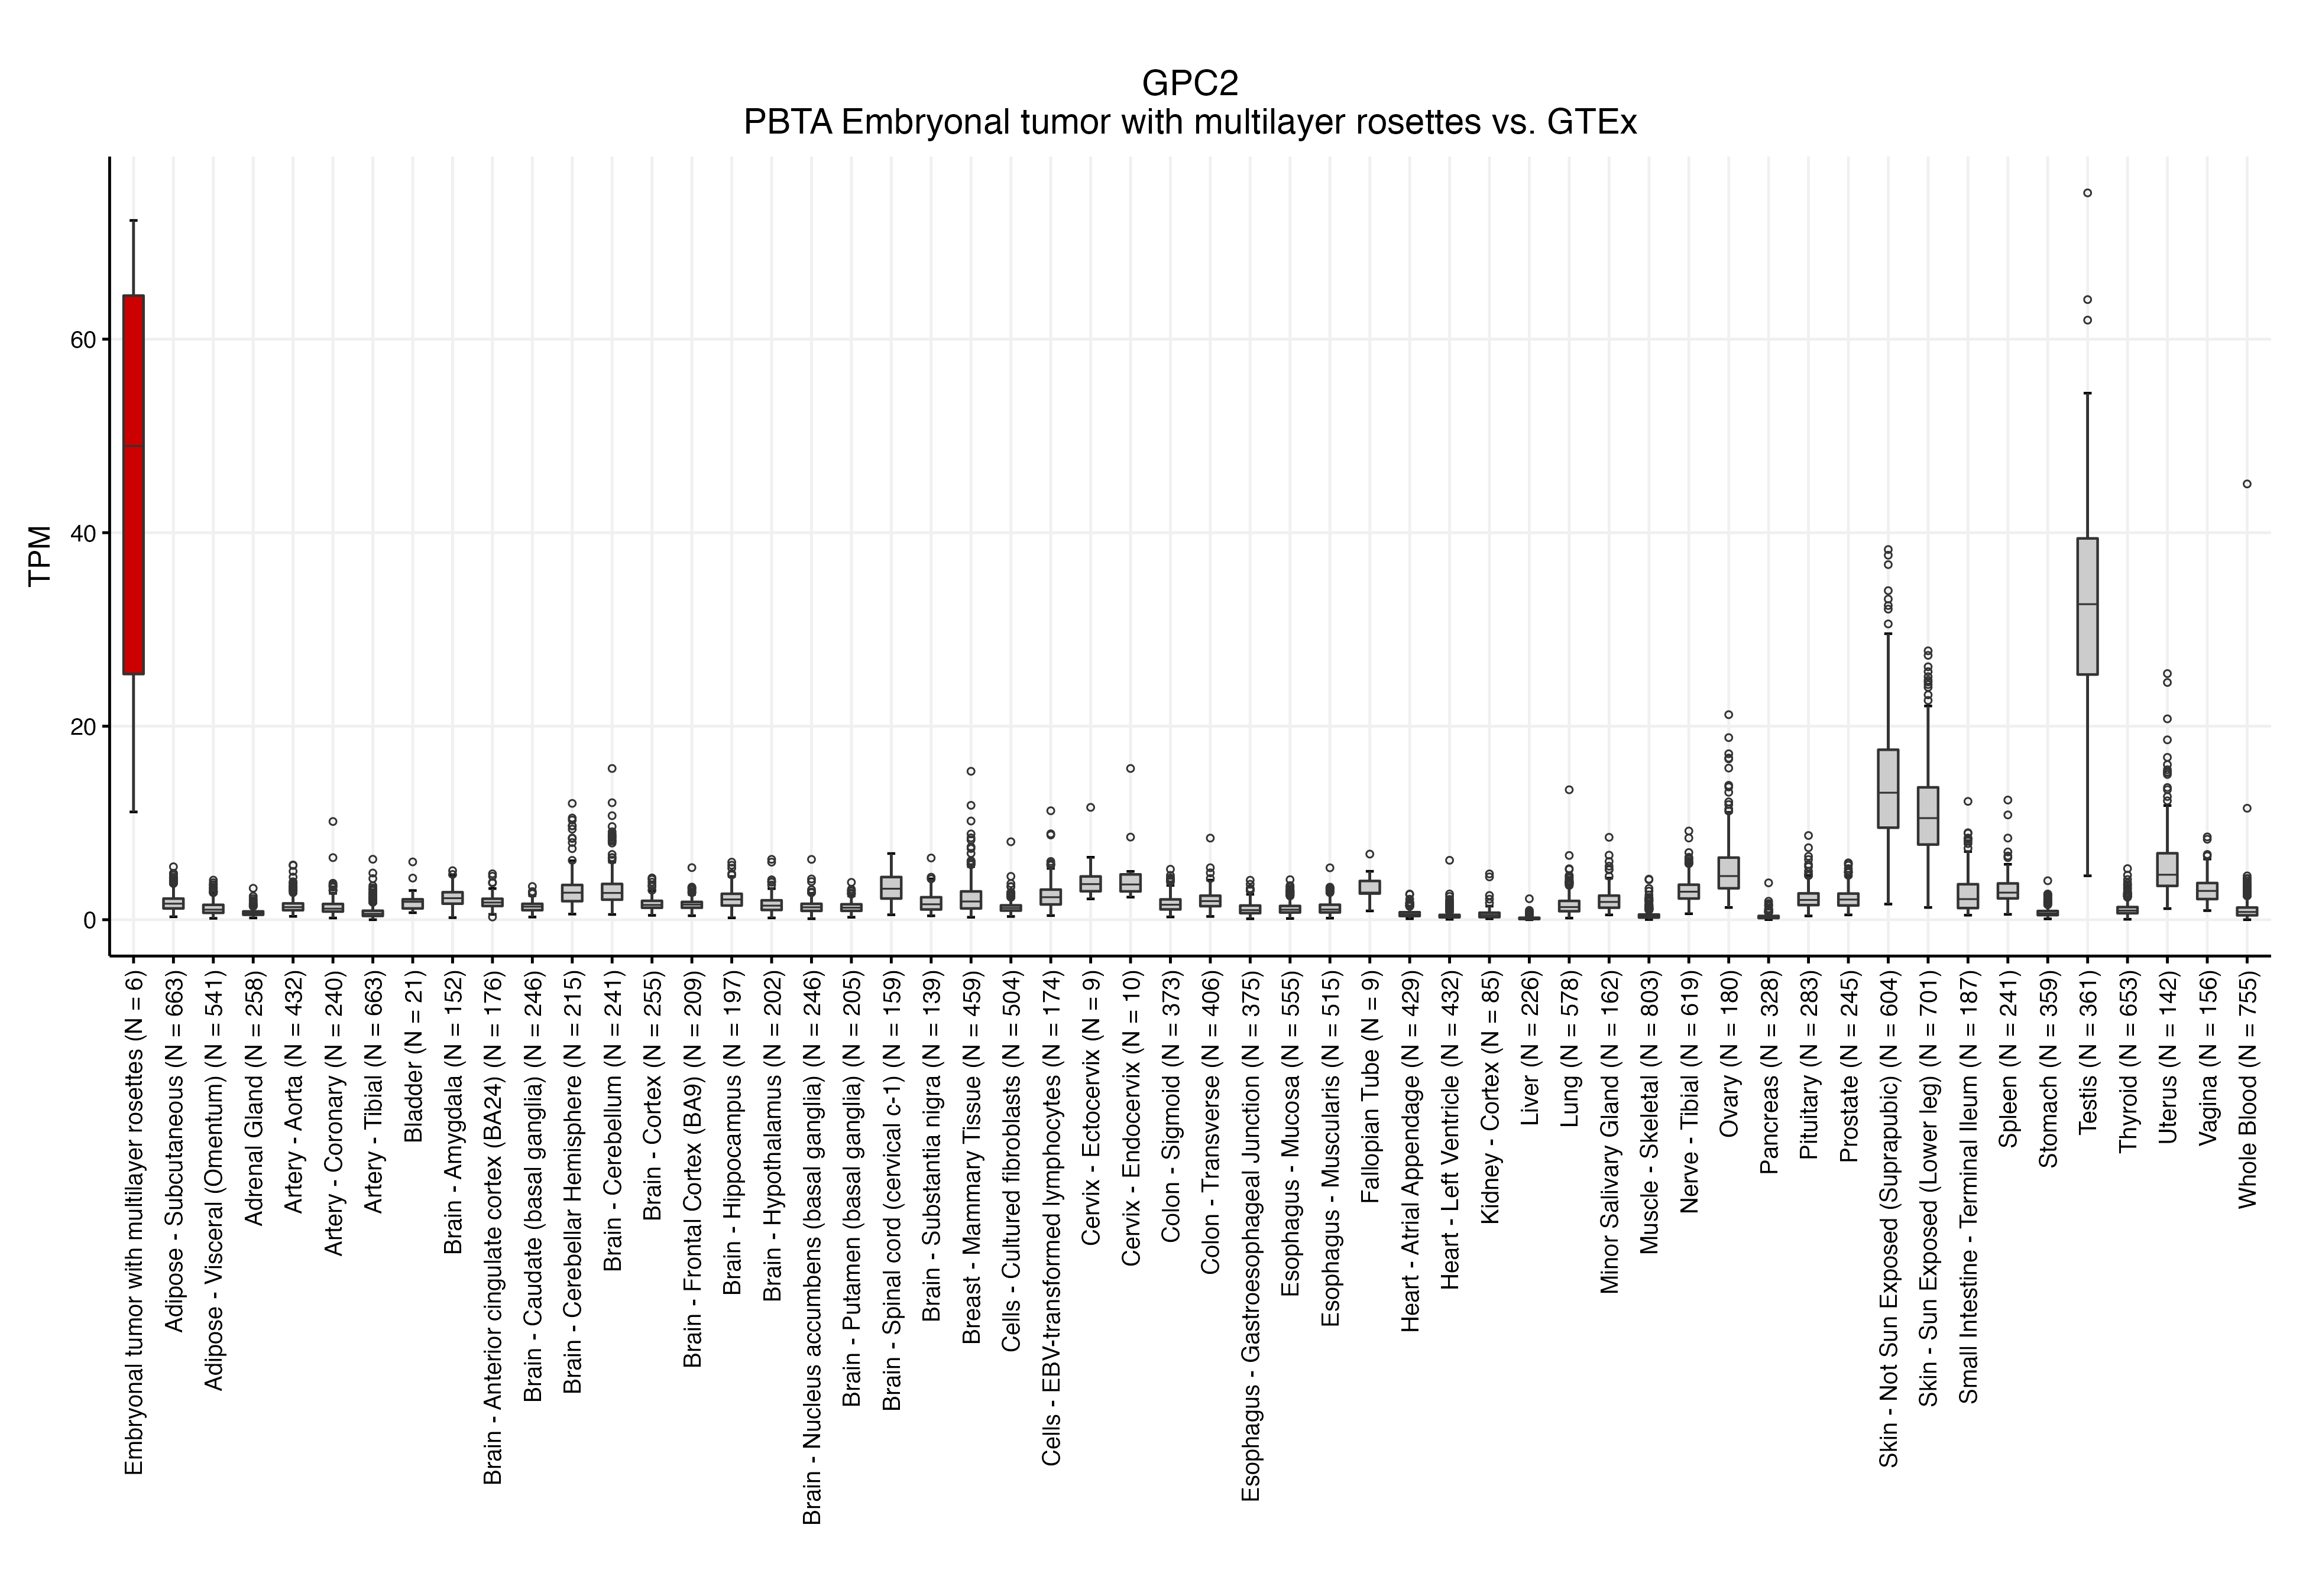 GPC2
PBTA Embryonal tumor with multilayer rosettes vs. GTEx
TPM
60
40
20
0
Embryonal tumor with multilayer rosettes (N = 6)
Adipose - Subcutaneous (N = 663)
Adipose - Visceral (Omentum) (N = 541)
Adrenal Gland (N = 258)
Artery - Aorta (N = 432)
Artery - Coronary (N = 240)
Artery - Tibial (N = 663)
Bladder (N = 21)
Brain - Amygdala (N = 152)
Brain - Anterior cingulate cortex (BA24) (N = 176)
Brain - Caudate (basal ganglia) (N = 246)
Brain - Cerebellar Hemisphere (N = 215)
Brain - Cerebellum (N = 241)
Brain - Cortex (N = 255)
Brain - Frontal Cortex (BA9) (N = 209)
Brain - Hippocampus (N = 197)
Brain - Hypothalamus (N = 202)
Brain - Nucleus accumbens (basal ganglia) (N = 246)
Brain - Putamen (basal ganglia) (N = 205)
Brain - Spinal cord (cervical c-1) (N = 159)
Brain - Substantia nigra (N = 139)
Breast - Mammary Tissue (N = 459)
Cells - Cultured fibroblasts (N = 504)
Cells - EBV-transformed lymphocytes (N = 174)
Cervix - Ectocervix (N = 9)
Cervix - Endocervix (N = 10)
Colon - Sigmoid (N = 373)
Colon - Transverse (N = 406)
Esophagus - Gastroesophageal Junction (N = 375)
Esophagus - Mucosa (N = 555)
Esophagus - Muscularis (N = 515)
Fallopian Tube (N = 9)
Heart - Atrial Appendage (N = 429)
Heart - Left Ventricle (N = 432)
Kidney - Cortex (N = 85)
Liver (N = 226)
Lung (N = 578)
Minor Salivary Gland (N = 162)
Muscle - Skeletal (N = 803)
Nerve - Tibial (N = 619)
Ovary (N = 180)
Pancreas (N = 328)
Pituitary (N = 283)
Prostate (N = 245)
Skin - Not Sun Exposed (Suprapubic) (N = 604)
Skin - Sun Exposed (Lower leg) (N = 701)
Small Intestine - Terminal Ileum (N = 187)
Spleen (N = 241)
Stomach (N = 359)
Testis (N = 361)
Thyroid (N = 653)
Uterus (N = 142)
Vagina (N = 156)
Whole Blood (N = 755)